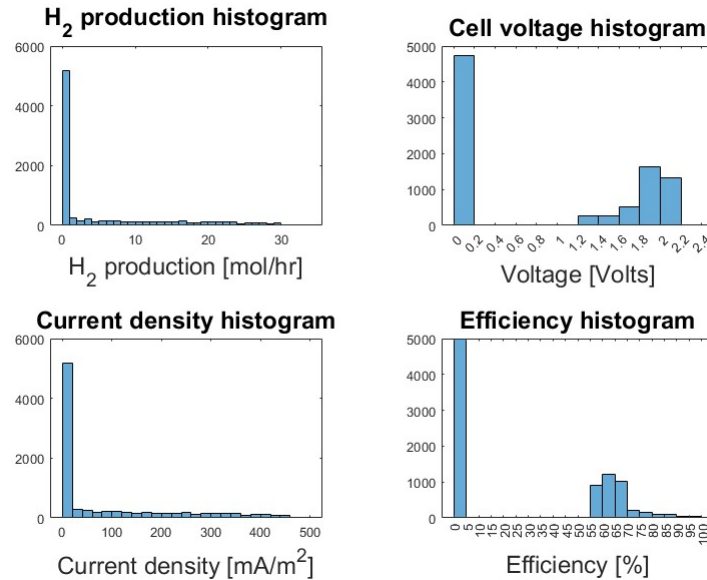 H2 production histogram
6000
4000
2000
0
0 10 20 30
H2 production [mol/hr]
Cell voltage histogram
5000
4000
3000
2000
1000
0
0 0.2 0.4 0.6 0.8 1 1.2 1.4 1.6 1.8 2 2.2 2.4
Voltage [Volts]
Current density histogram
6000
4000
2000
0
0 100 200 300 400 500
Current density [mA/m2]
Efficiency histogram
5000
4000
3000
2000
1000
0
0 5 10 15 20 25 30 35 40 45 50 55 60 65 70 75 80 85 90 95 100
Efficiency [%]